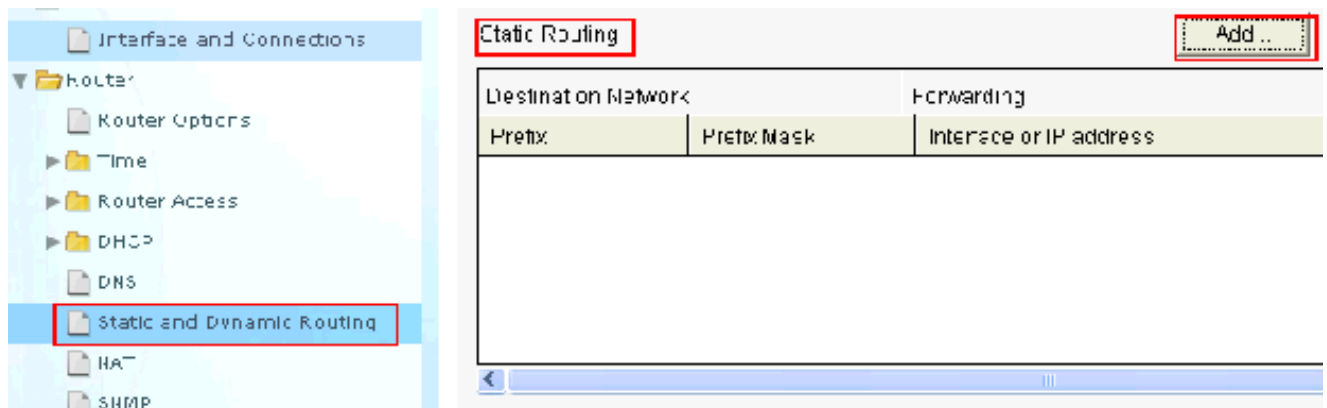 Interface and Connections
Router
Router Options
Time
Router Access
DHCP
DNS
Static and Dynamic Routing
NAT
SNMP
Static Routing
Add ...
Destination Network
Forwarding
Prefix
Prefix Mask
Interface or IP address